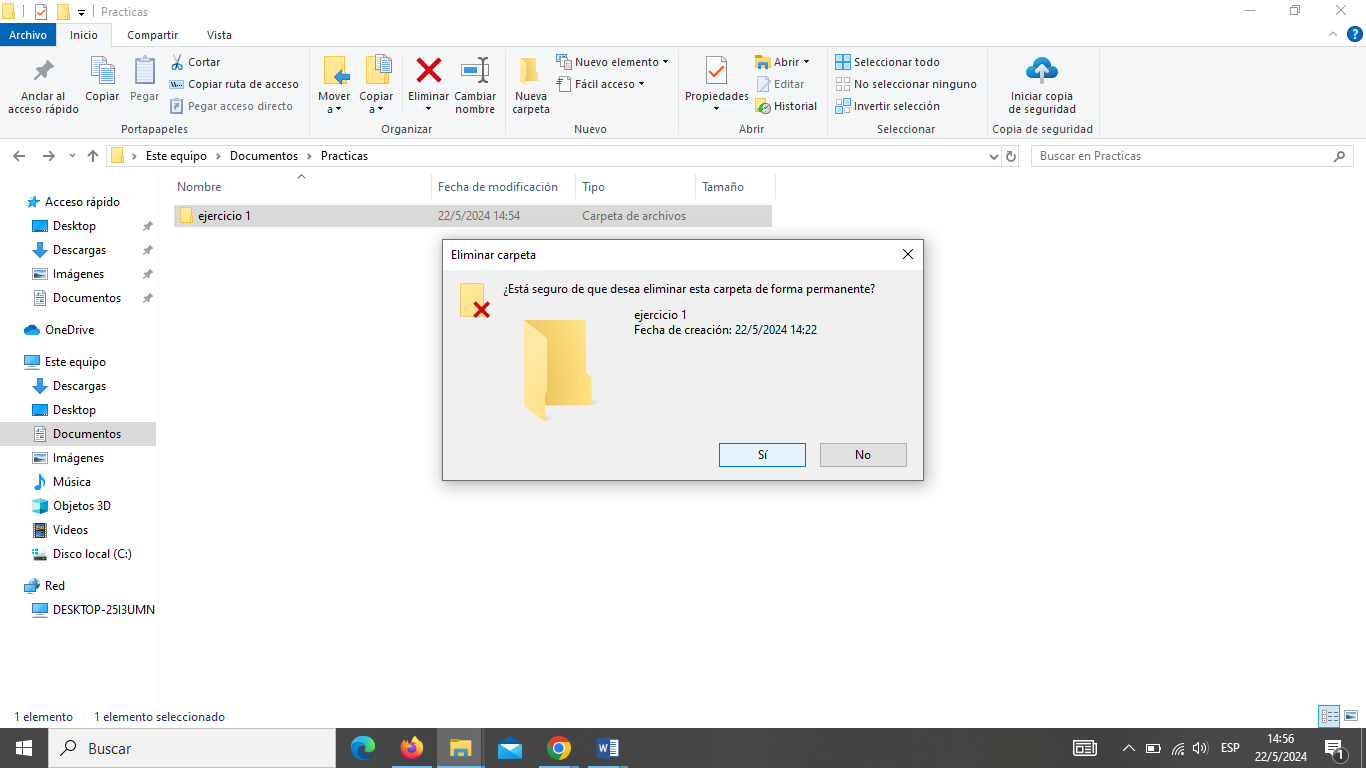 Practicas
Archivo Inicio Compartir Vista
Anclar al acceso rápido
Copiar
Pegar
Cortar
Copiar ruta de acceso
Pegar acceso directo
Portapapeles
Mover a
Copiar a
Eliminar
Cambiar nombre
Organizar
Nueva carpeta
Nuevo elemento
Fácil acceso
Nuevo
Propiedades
Abrir
Editar
Historial
Abrir
Seleccionar todo
No seleccionar ninguno
Invertir selección
Seleccionar
Iniciar copia de seguridad
Copia de seguridad
Este equipo > Documentos > Practicas
Buscar en Practicas
Nombre Fecha de modificación Tipo Tamaño
ejercicio 1 22/5/2024 14:54 Carpeta de archivos
Acceso rápido
Desktop
Descargas
Imágenes
Documentos
OneDrive
Este equipo
Descargas
Desktop
Documentos
Imágenes
Música
Objetos 3D
Videos
Disco local (C:)
Red
DESKTOP-25I3UMN
Eliminar carpeta
¿Está seguro de que desea eliminar esta carpeta de forma permanente?
ejercicio 1
Fecha de creación: 22/5/2024 14:22
Sí No
1 elemento 1 elemento seleccionado
Buscar
ESP
14:56
22/5/2024
1